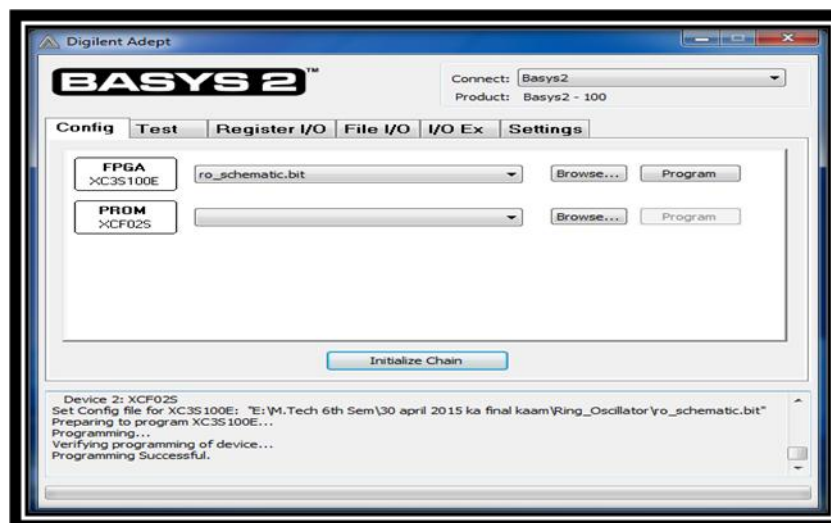 Digilent Adept
BASYS 2™
Connect: Basys2
Product: Basys2 - 100
Config Test Register I/O File I/O I/O Ex Settings
FPGA
XC3S100E
ro_schematic.bit Browse... Program
PROM
XCF02S
Browse... Program
Initialize Chain
Device 2: XCF02S
Set Config file for XC3S100E: "E:\M.Tech 6th Sem\30 april 2015 ka final kaam\Ring_Oscillator\ro_schematic.bit"
Preparing to program XC3S100E...
Programming...
Verifying programming of device...
Programming Successful.